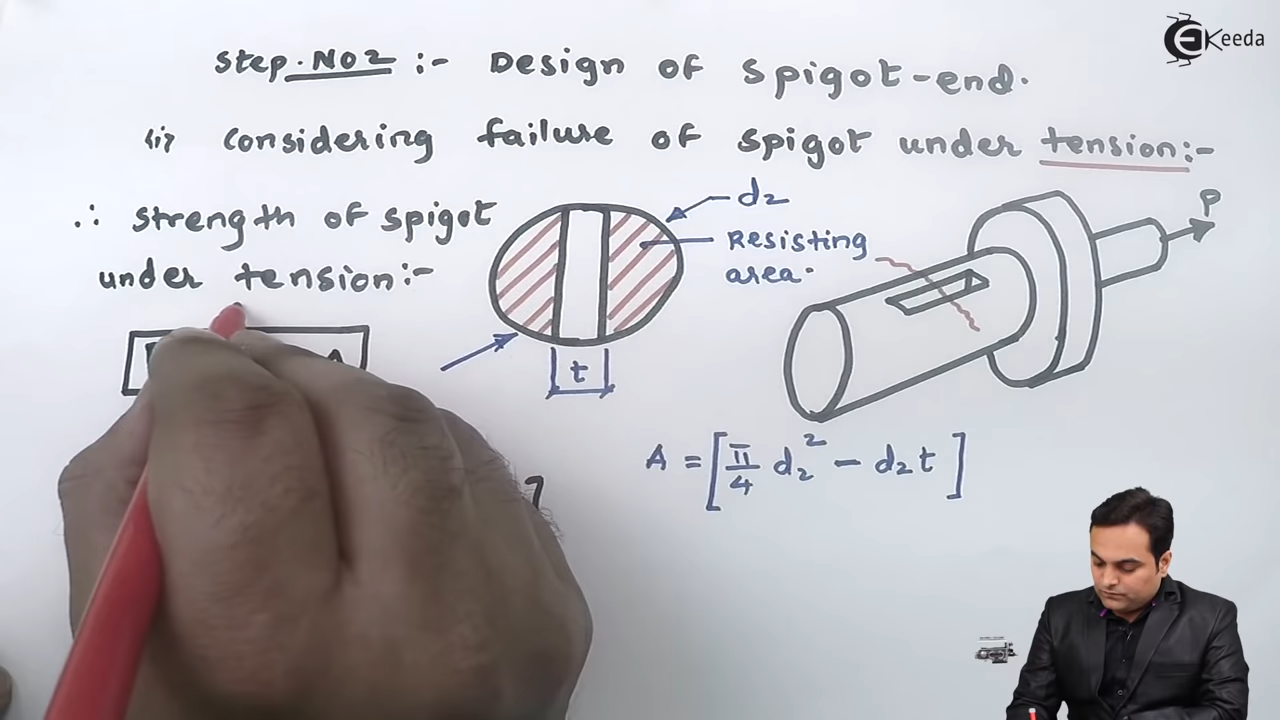 Keeda
Step.No2 :- Design of Spigot-end.
(i) Considering failure of Spigot under tension:-
∴ Strength of spigot
under tension:-
d2
Resisting
area.
P
t
A = [π/4 d₂² - d₂t]